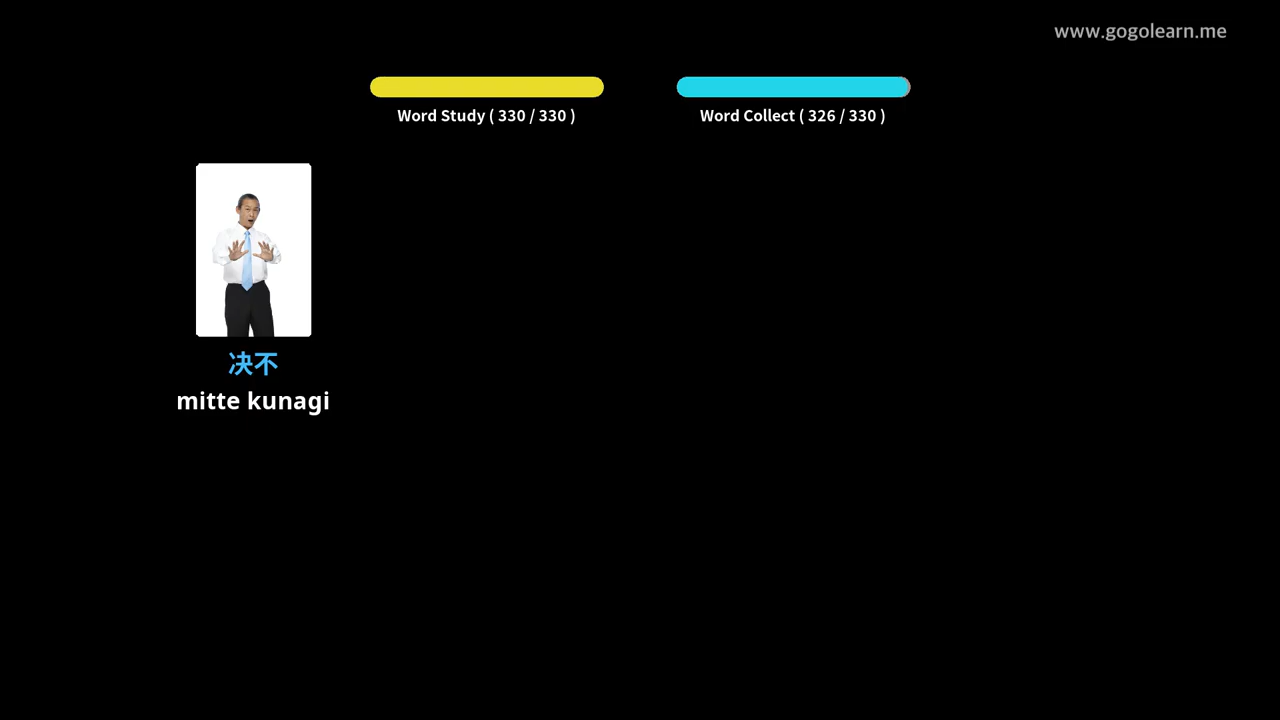 www.gogolearn.me
Word Study ( 330 / 330 )
Word Collect ( 326 / 330 )
决不
mitte kunagi